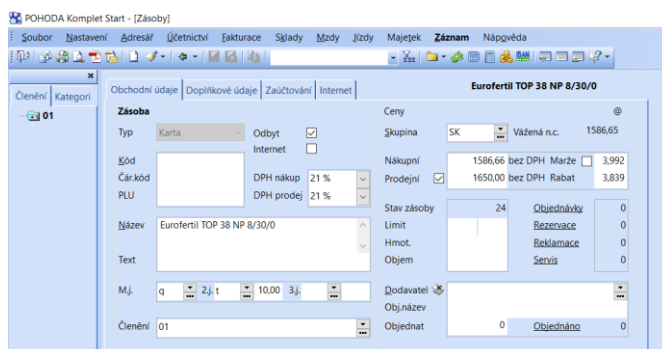 POHODA Komplet Start - [Zásoby]
Soubor Nastavení Adresář Účetnictví Fakturace Sklady Mzdy Jízdy Majetek Záznam Nápověda
Členění Kategori
01
Obchodní údaje Doplňkové údaje Zaúčtování Internet Eurofertil TOP 38 NP 8/30/0
Zásoba Ceny @
Typ Karta Odbyt Skupina SK Vážená n.c. 1586,65
Internet
Kód Nákupní 1586,66 bez DPH Marže 3,992
Čár.kód DPH nákup 21 % Prodejní 1650,00 bez DPH Rabat 3,839
PLU DPH prodej 21 %
Stav zásoby 24 Objednávky 0
Název Eurofertil TOP 38 NP 8/30/0 Limit Rezervace 0
Hmot. Reklamace 0
Text Objem Servis 0
M.j. q 2.j. t 10,00 3.j. Dodavatel
Obj.název
Členění 01 Objednat 0 Objednáno 0